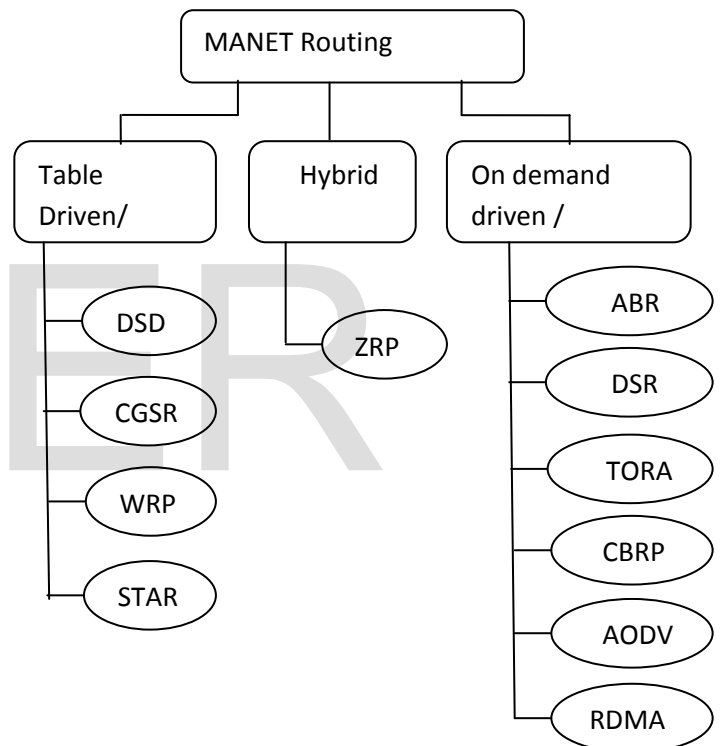 MANET Routing
Table
Driven/
Hybrid
On demand
driven /
DSD
CGSR
WRP
STAR
ZRP
ABR
DSR
TORA
CBRP
AODV
RDMA
ER